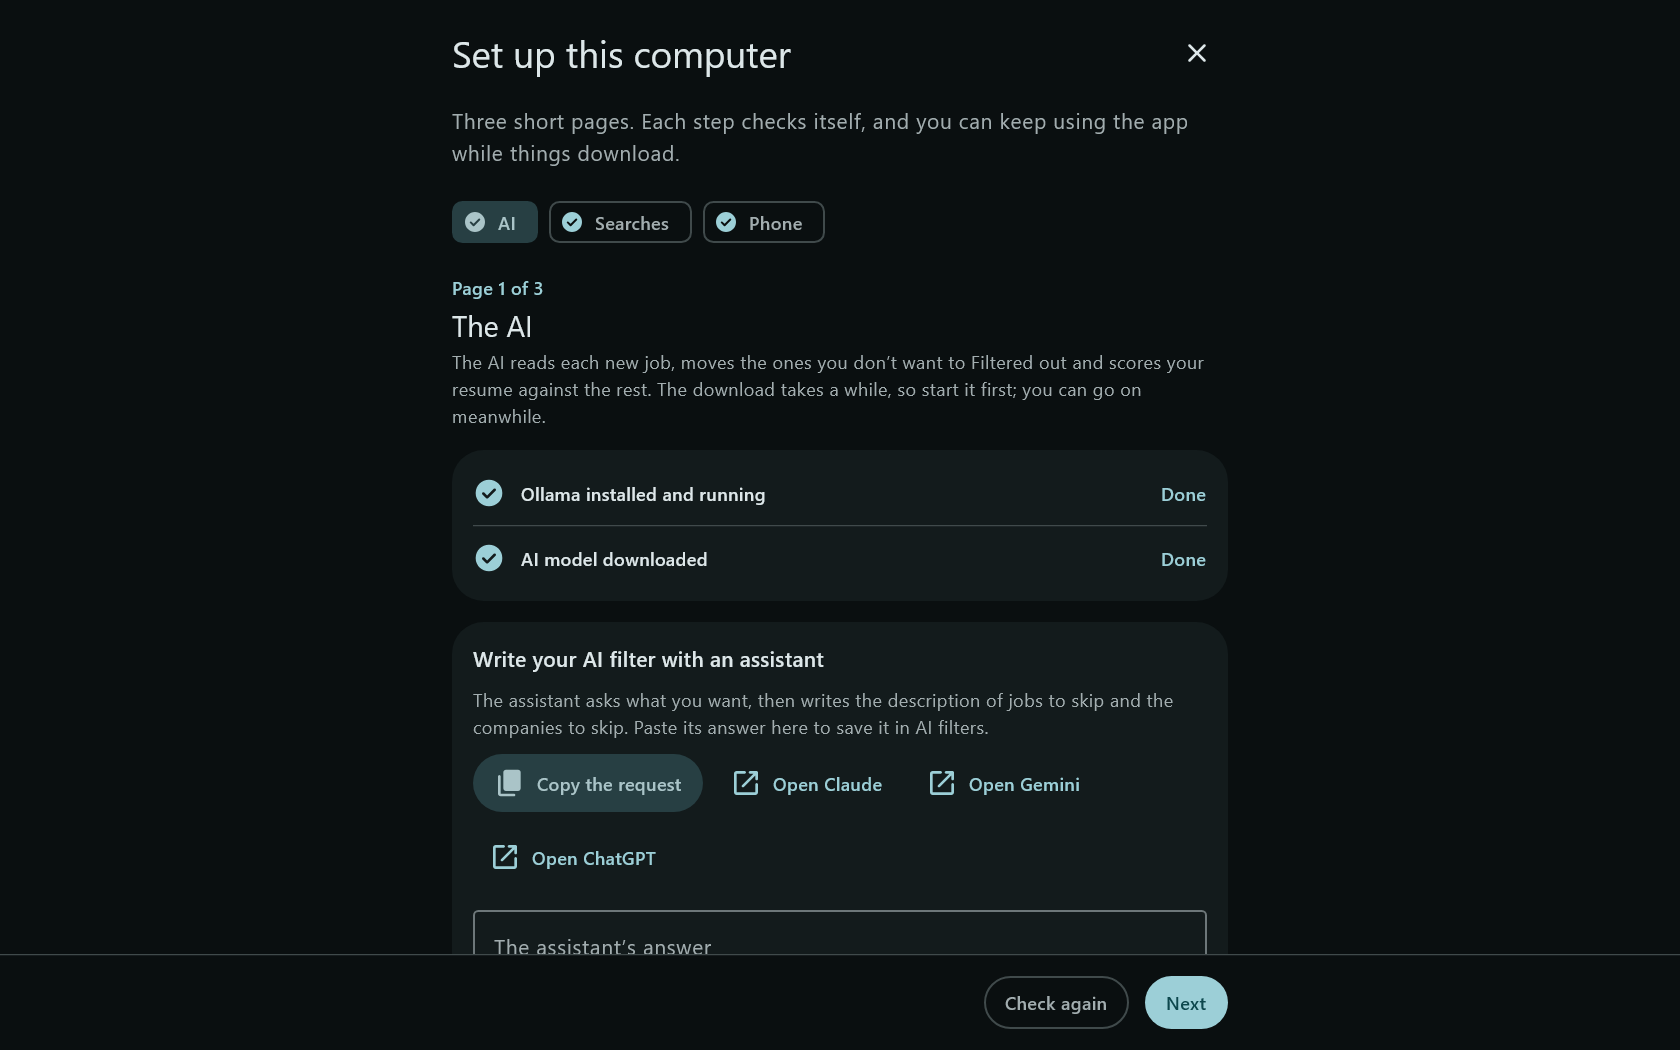 Set up this computer
Three short pages. Each step checks itself, and you can keep using the app
while things download.
AI
Searches
Phone
Page 1 of 3
The AI
The AI reads each new job, moves the ones you don’t want to Filtered out and scores your
resume against the rest. The download takes a while, so start it first; you can go on
meanwhile.
Ollama installed and running
Done
AI model downloaded
Done
Write your AI filter with an assistant
The assistant asks what you want, then writes the description of jobs to skip and the
companies to skip. Paste its answer here to save it in AI filters.
Copy the request
Open Claude
Open Gemini
Open ChatGPT
The assistant’s answer
Check again
Next